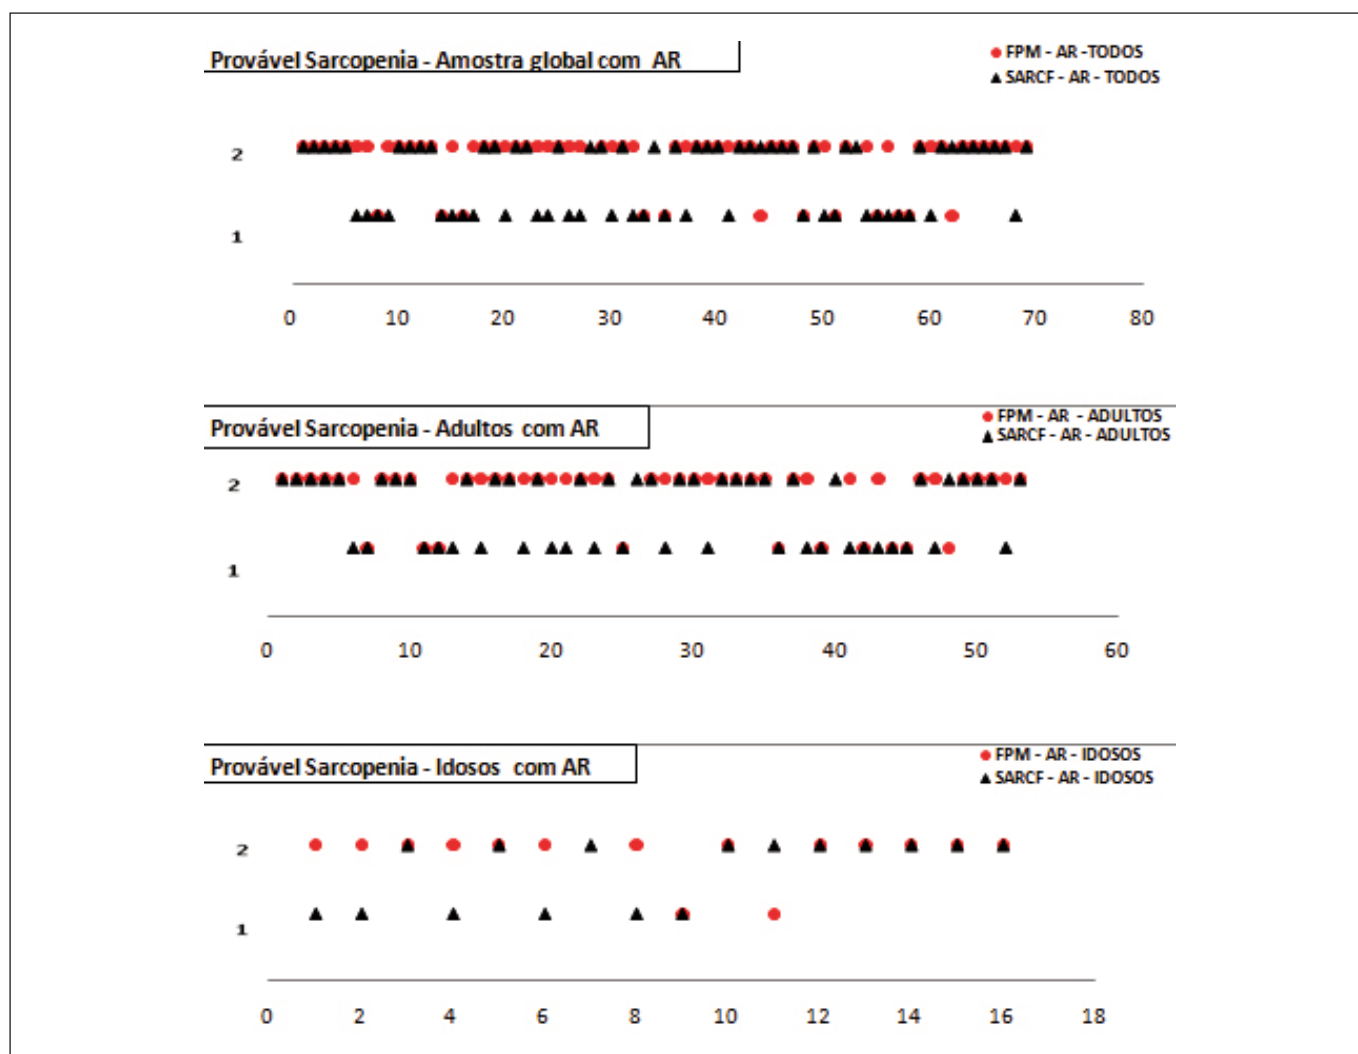 Provável Sarcopenia - Amostra global com AR
FPM - AR -TODOS
SARCF - AR - TODOS
2
1
0 10 20 30 40 50 60 70 80
Provável Sarcopenia - Adultos com AR
FPM - AR - ADULTOS
SARCF - AR - ADULTOS
2
1
0 10 20 30 40 50 60
Provável Sarcopenia - Idosos com AR
FPM - AR - IDOSOS
SARCF - AR - IDOSOS
2
1
0 2 4 6 8 10 12 14 16 18